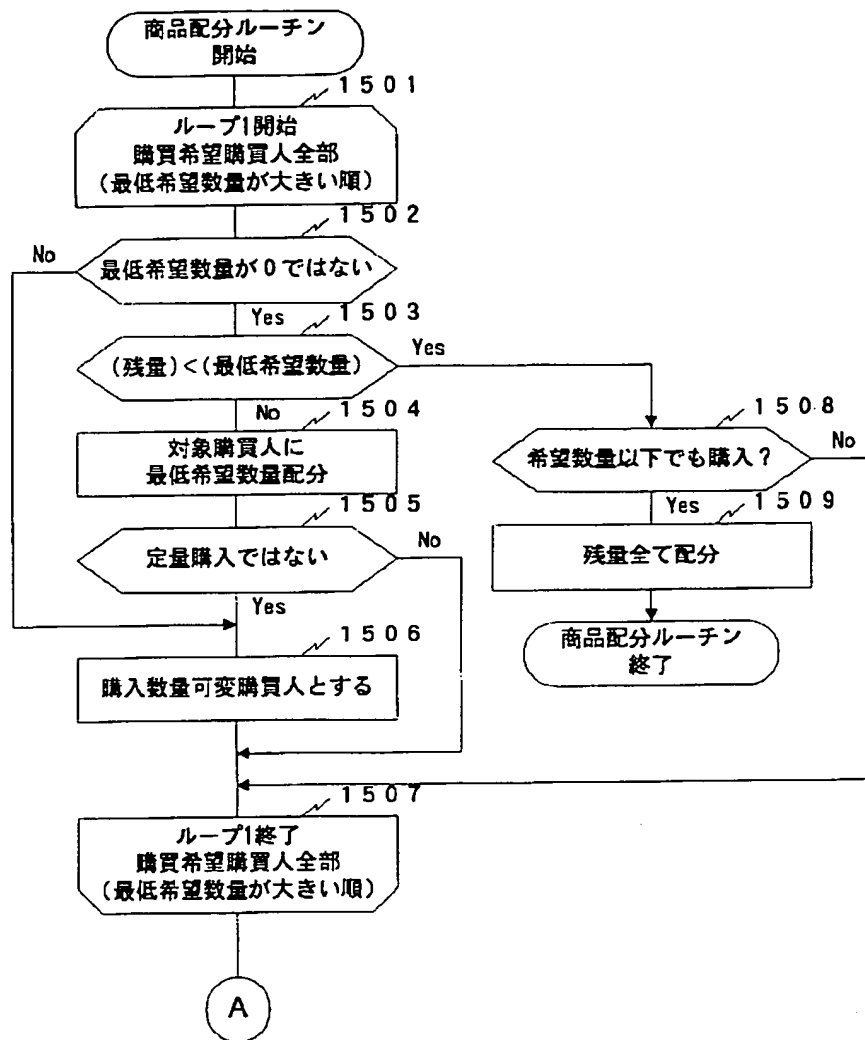 商品配分ルーチン
開始
1501
ループ1開始
購買希望購買人全部
(最低希望数量が大きい順)
1502
No
最低希望数量が0ではない
Yes
1503
(残量)<(最低希望数量)
Yes
No
1504
対象購買人に
最低希望数量配分
1505
定量購入ではない
No
Yes
1506
購入数量可変購買人とする
1507
ループ1終了
購買希望購買人全部
(最低希望数量が大きい順)
A
1508
希望数量以下でも購入?
No
Yes
1509
残量全て配分
商品配分ルーチン
終了